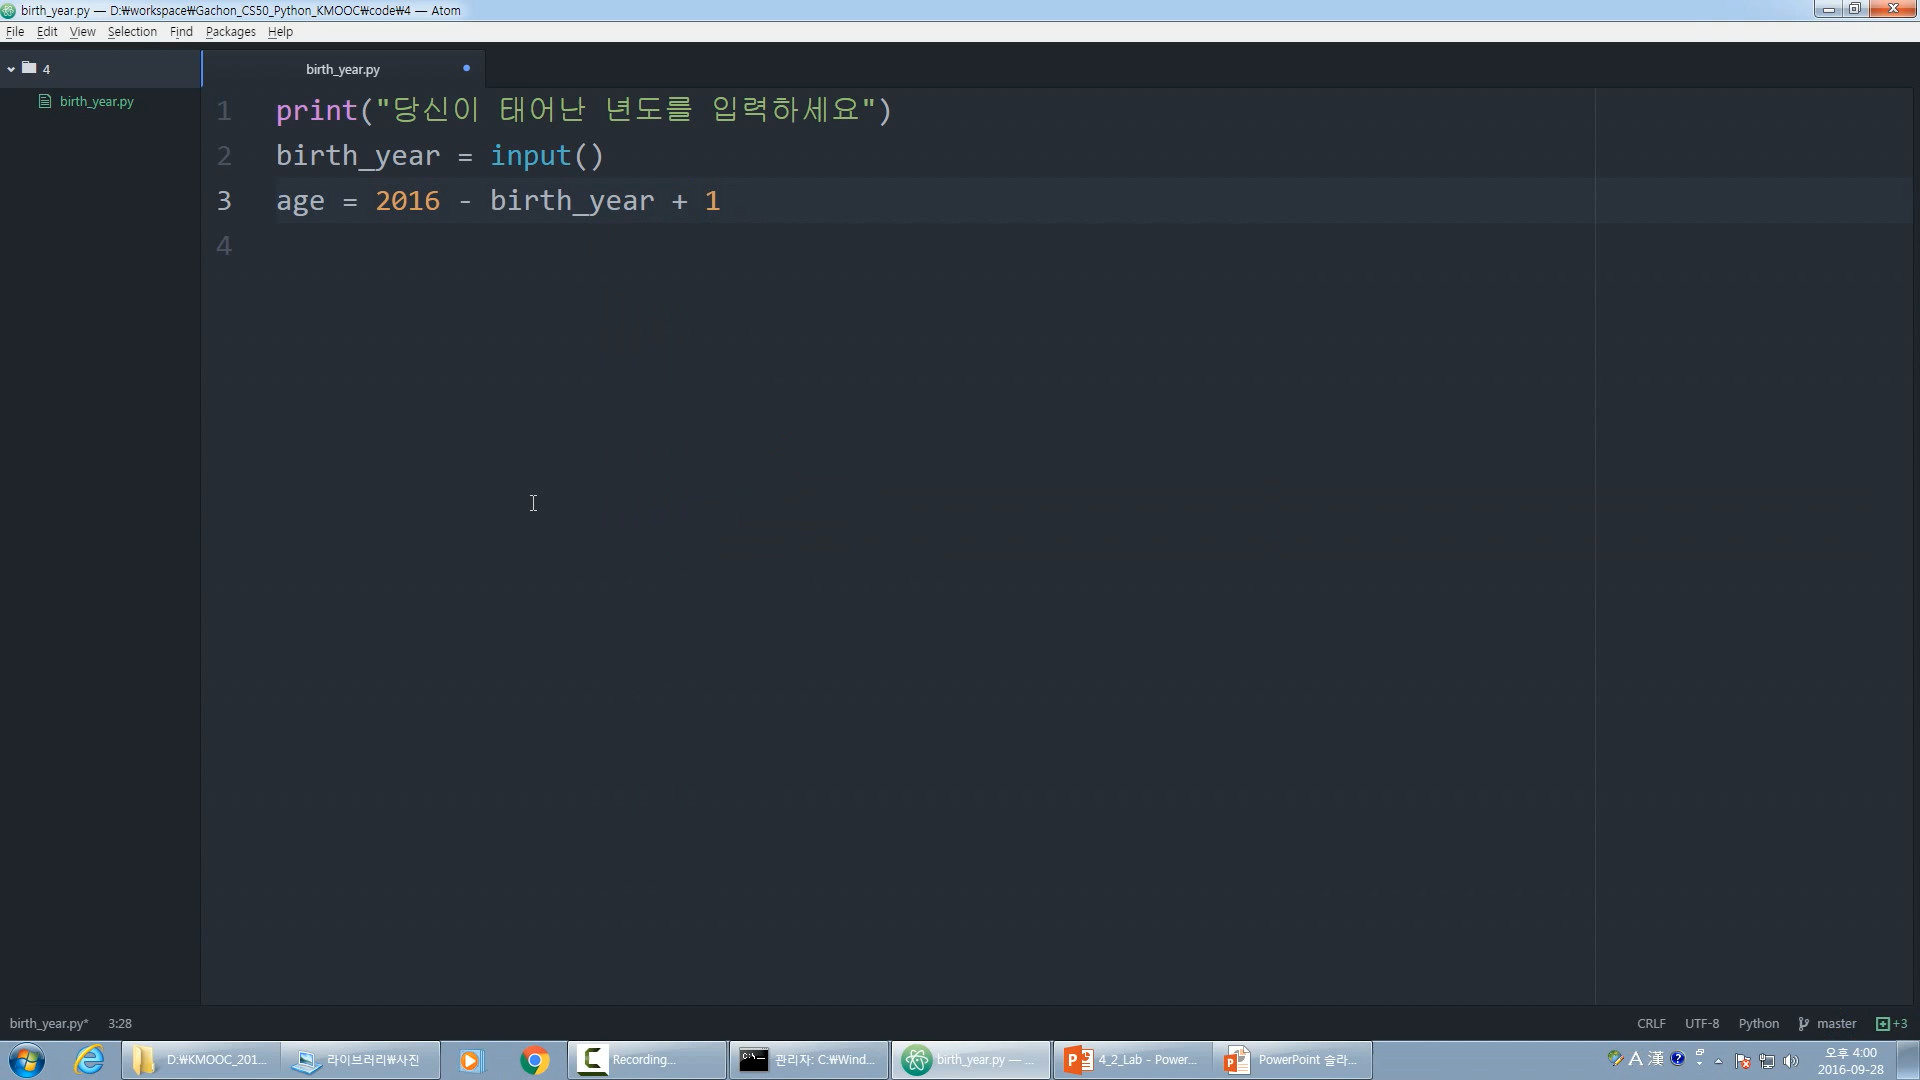 birth_year.py — D:₩workspace₩Gachon_CS50_Python_KMOOC₩code₩4 — Atom
File Edit View Selection Find Packages Help
4
birth_year.py
birth_year.py
1 print("당신이 태어난 년도를 입력하세요")
2 birth_year = input()
3 age = 2016 - birth_year + 1
4
birth_year.py* 3:28
CRLF UTF-8 Python master +3
D:₩KMOOC_201... 라이브러리₩사진 Recording... 관리자: C:₩Wind... birth_year.py — ... 4_2_Lab - Power... PowerPoint 슬라...
A 漢
오후 4:00
2016-09-28